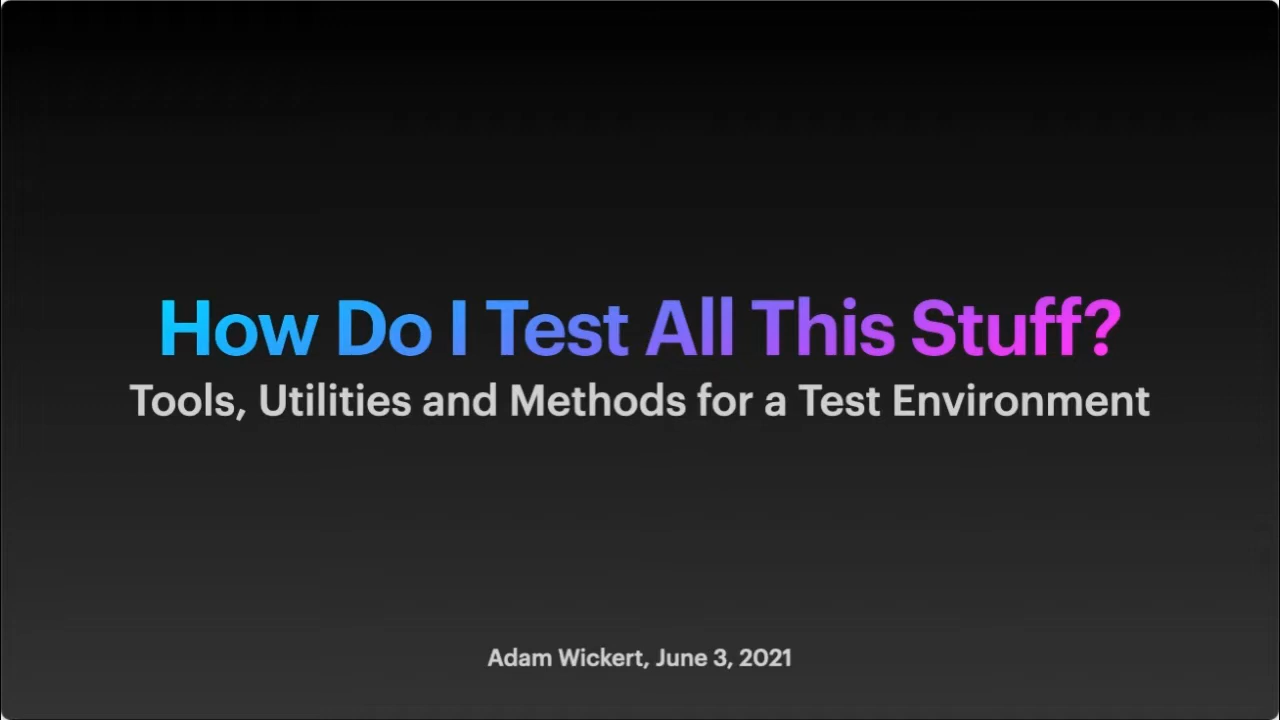 How Do I Test All This Stuff?
Tools, Utilities and Methods for a Test Environment
Adam Wickert, June 3, 2021